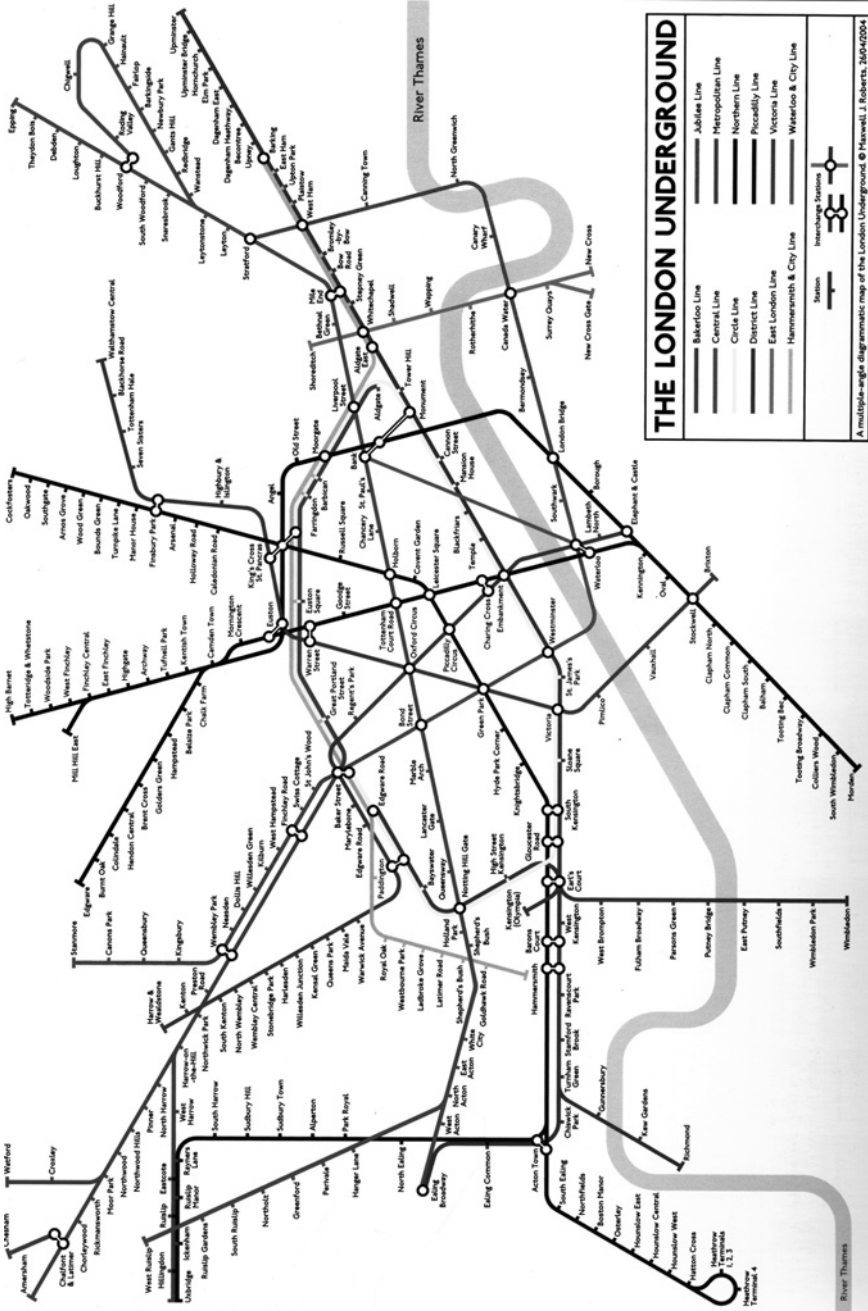 Chesham
Amersham
Chalfont
& Latimer
Chorleywood
Rickmansworth
Moor Park
Watford
Croxley
Northwood
Northwood Hills
Pinner
North Harrow
Harrow-on
-the-Hill
Northwick Park
Preston
Road
Wembley Park
Neasden
Dollis Hill
Willesden Green
Kilburn
West Hampstead
Finchley Road
Swiss Cottage
St John's Wood
Baker Street
Stanmore
Canons Park
Queensbury
Kingsbury
Harrow &
Wealdstone
Kenton
South Kenton
North Wembley
Wembley Central
Stonebridge Park
Harlesden
Willesden Junction
Kensal Green
Queens Park
Maida Vale
Warwick Avenue
Paddington
Edgware Road
Marylebone
Edgware Road
Regent's Park
Great Portland
Street
West Ruislip
Hillingdon
Uxbridge
Ickenham
Ruislip
Ruislip
Manor
Eastcote
Rayners
Lane
West
Harrow
Ruislip Gardens
South Ruislip
Northolt
Greenford
Perivale
Hanger Lane
South Harrow
Sudbury Hill
Sudbury Town
Alperton
Park Royal
North Ealing
Ealing
Broadway
Ealing Common
Acton Town
West
Acton
North
Acton
East
Acton
White
City
Shepherd's Bush
Goldhawk Road
Shepherd's
Bush
Holland
Park
Royal Oak
Westbourne Park
Ladbroke Grove
Latimer Road
Hammersmith
Notting Hill Gate
Queensway
Bayswater
Lancaster
Gate
Marble
Arch
Bond
Street
Oxford Circus
Tottenham
Court Road
Holborn
Chancery
Lane
St. Paul's
Bank
Liverpool
Street
Bethnal
Green
Mile
End
Stratford
Leyton
Leytonstone
Snaresbrook
South Woodford
Woodford
Buckhurst Hill
Loughton
Debden
Theydon Bois
Epping
Wanstead
Redbridge
Gants Hill
Newbury Park
Barkingside
Fairlop
Hainault
Grange Hill
Chigwell
Roding
Valley
Edgware
Burnt Oak
Colindale
Hendon Central
Brent Cross
Golders Green
Hampstead
Belsize Park
Chalk Farm
High Barnet
Totteridge & Whetstone
Woodside Park
West Finchley
Mill Hill East
Finchley Central
East Finchley
Highgate
Archway
Tufnell Park
Kentish Town
Camden Town
Mornington
Crescent
Euston
Warren
Street
Euston
Square
Goodge
Street
Cockfosters
Oakwood
Southgate
Arnos Grove
Wood Green
Bounds Green
Turnpike Lane
Manor House
Finsbury Park
Arsenal
Holloway Road
Caledonian Road
King's Cross
St. Pancras
Russell Square
Covent Garden
Leicester Square
Walthamstow Central
Blackhorse Road
Tottenham Hale
Seven Sisters
Highbury &
Islington
Angel
Old Street
Moorgate
Barbican
Farringdon
Aldgate
Aldgate
East
Shoreditch
Whitechapel
Stepney Green
Bow
Road
Bromley
-by-
Bow
West Ham
Plaistow
Upton Park
East Ham
Barking
Upney
Becontree
Dagenham Heathway
Dagenham East
Elm Park
Hornchurch
Upminster Bridge
Upminster
Tower Hill
Monument
Cannon
Street
Mansion
House
Blackfriars
Temple
Embankment
Charing Cross
Piccadilly
Circus
Green Park
Hyde Park Corner
Knightsbridge
High Street
Kensington
Kensington
(Olympia)
Gloucester
Road
South
Kensington
Sloane
Square
Victoria
St. James's
Park
Westminster
Waterloo
Lambeth
North
Southwark
Elephant & Castle
Borough
London Bridge
Bermondsey
Canada Water
Canary
Wharf
North Greenwich
Canning Town
Shadwell
Wapping
Rotherhithe
Surrey Quays
New Cross Gate
New Cross
Pimlico
Vauxhall
Kennington
Oval
Stockwell
Brixton
Clapham North
Clapham Common
Clapham South
Balham
Tooting Bec
Tooting Broadway
Colliers Wood
South Wimbledon
Morden
Earl's
Court
West
Kensington
Barons
Court
Ravenscourt
Park
Stamford
Brook
Turnham
Green
Chiswick
Park
Gunnersbury
Kew Gardens
Richmond
West Brompton
Fulham Broadway
Parsons Green
Putney Bridge
East Putney
Southfields
Wimbledon Park
Wimbledon
South Ealing
Northfields
Boston Manor
Osterley
Hounslow East
Hounslow Central
Hounslow West
Hatton Cross
Heathrow
Terminals
1, 2, 3
Heathrow
Terminal 4
River Thames
River Thames
THE LONDON UNDERGROUND
Bakerloo Line
Central Line
Circle Line
District Line
East London Line
Hammersmith & City Line
Jubilee Line
Metropolitan Line
Northern Line
Piccadilly Line
Victoria Line
Waterloo & City Line
Station
Interchange Stations
A multiple-angle diagrammatic map of the London Underground. © Maxwell J. Roberts, 26/04/2004